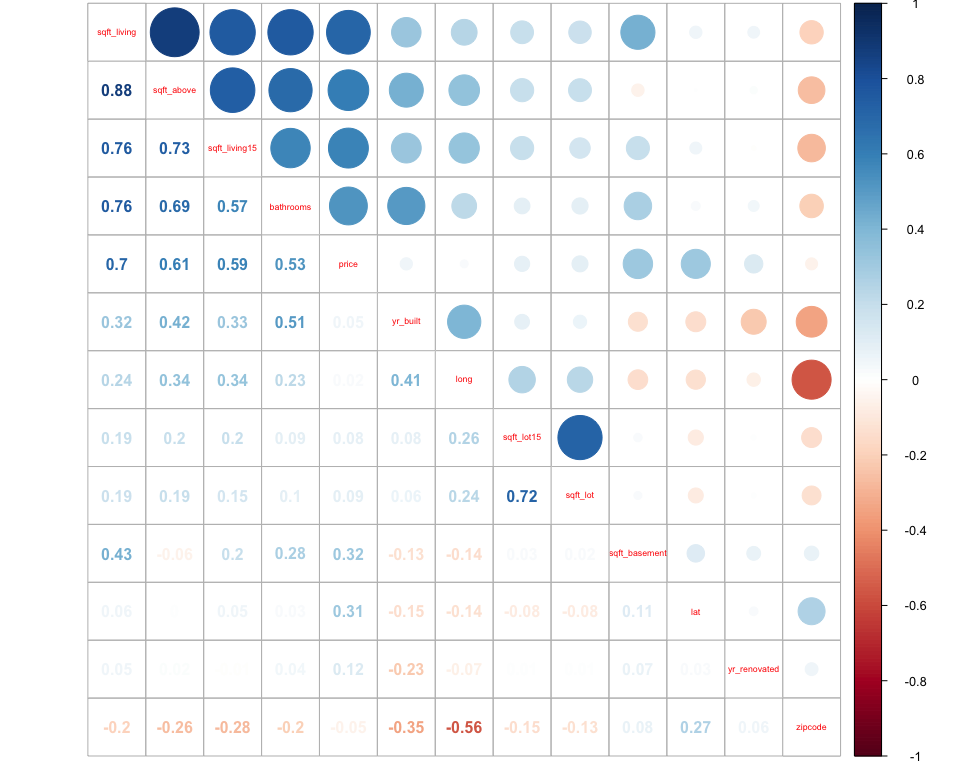 sqft_living
0.88 sqft_above
0.76 0.73 sqft_living15
0.76 0.69 0.57 bathrooms
0.7 0.61 0.59 0.53 price
0.32 0.42 0.33 0.51 0.05 yr_built
0.24 0.34 0.34 0.23 0.02 0.41 long
0.19 0.2 0.2 0.09 0.08 0.08 0.26 sqft_lot15
0.19 0.19 0.15 0.1 0.09 0.06 0.24 0.72 sqft_lot
0.43 -0.06 0.2 0.28 0.32 -0.13 -0.14 0.03 0.02 sqft_basement
0.06 0.05 0.03 0.31 -0.15 -0.14 -0.08 -0.08 0.11 lat
0.05 0.04 0.12 -0.23 -0.07 0.07 0.03 yr_renovated
-0.2 -0.26 -0.28 -0.2 -0.05 -0.35 -0.56 -0.15 -0.13 0.08 0.27 0.06 zipcode
1
0.8
0.6
0.4
0.2
0
-0.2
-0.4
-0.6
-0.8
-1